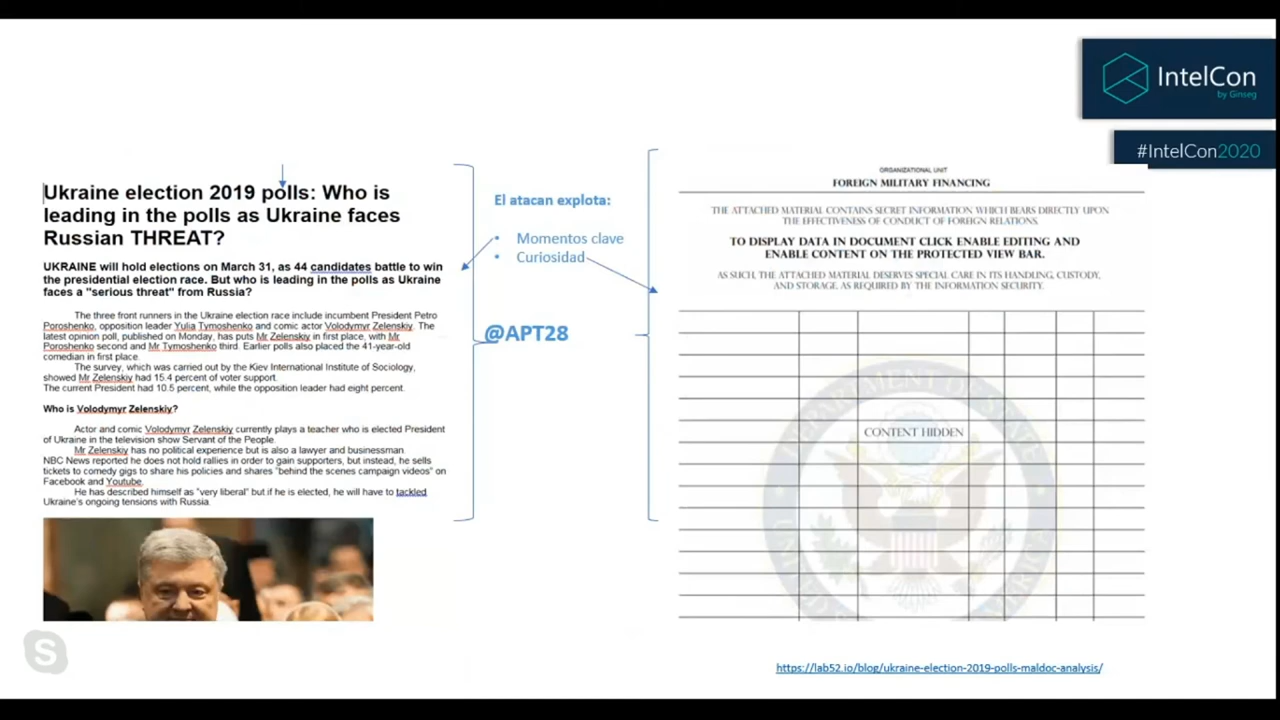 IntelCon
by Ginseg
#IntelCon2020
Ukraine election 2019 polls: Who is
leading in the polls as Ukraine faces
Russian THREAT?
UKRAINE will hold elections on March 31, as 44 candidates battle to win
the presidential election race. But who is leading in the polls as Ukraine
faces a "serious threat" from Russia?
The three front runners in the Ukraine election race include incumbent President Petro
Poroshenko, opposition leader Yulia Tymoshenko and comic actor Volodymyr Zelenskiy. The
latest opinion poll, published on Monday, has puts Mr Zelenskiy in first place, with Mr
Poroshenko second and Mr Tymoshenko third. Earlier polls also placed the 41-year-old
comedian in first place.
The survey, which was carried out by the Kiev International Institute of Sociology,
showed Mr Zelenskiy had 15.4 percent of voter support.
The current President had 10.5 percent, while the opposition leader had eight percent.
Who is Volodymyr Zelenskiy?
Actor and comic Volodymyr Zelenskiy currently plays a teacher who is elected President
of Ukraine in the television show Servant of the People.
Mr Zelenskiy has no political experience but is also a lawyer and businessman.
NBC News reported he does not hold rallies in order to gain supporters, but instead, he sells
tickets to comedy gigs to share his policies and shares "behind the scenes campaign videos" on
Facebook and Youtube.
He has described himself as "very liberal" but if he is elected, he will have to tackled
Ukraine's ongoing tensions with Russia.
El atacan explota:
• Momentos clave
• Curiosidad
@APT28
ORGANIZATIONAL UNIT
FOREIGN MILITARY FINANCING
THE ATTACHED MATERIAL CONTAINS SECRET INFORMATION WHICH BEARS DIRECTLY UPON
THE EFFECTIVENESS OF CONDUCT OF FOREIGN RELATIONS.
TO DISPLAY DATA IN DOCUMENT CLICK ENABLE EDITING AND
ENABLE CONTENT ON THE PROTECTED VIEW BAR.
AS SUCH, THE ATTACHED MATERIAL DESERVES SPECIAL CARE IN ITS HANDLING, CUSTODY,
AND STORAGE, AS REQUIRED BY THE INFORMATION SECURITY.
CONTENT HIDDEN
https://lab52.io/blog/ukraine-election-2019-polls-maldoc-analysis/